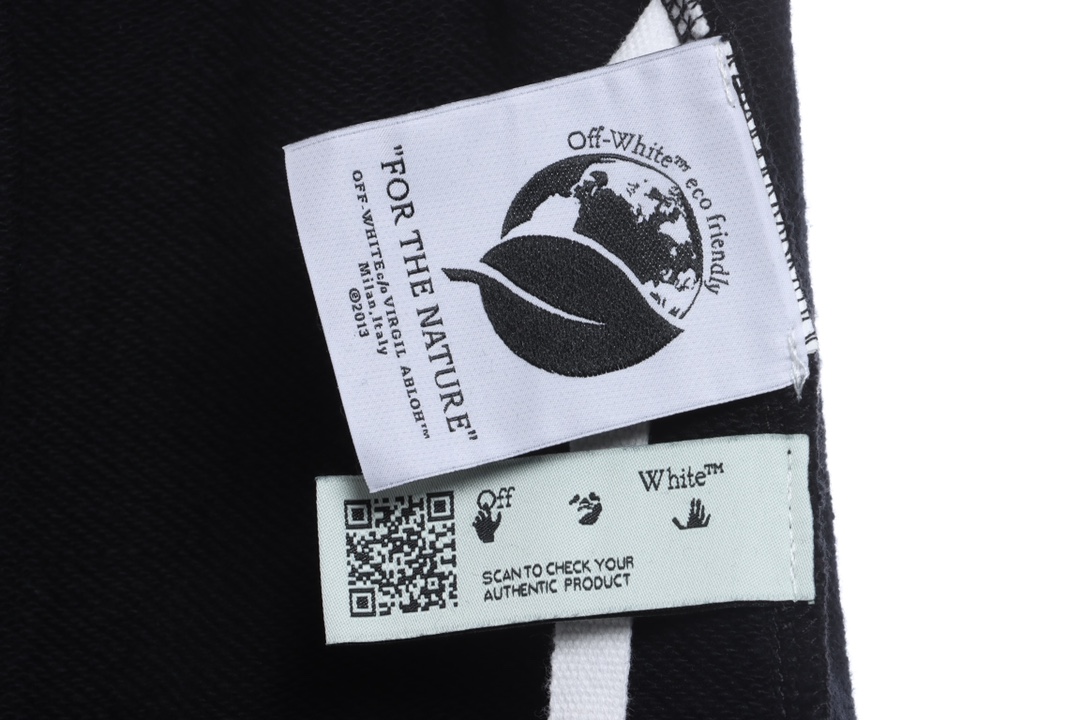 Off-White™ eco friendly
"FOR THE NATURE"
OFF-WHITE c/o VIRGIL ABLOH™
Milan, Italy
©2013
Off White™
SCAN TO CHECK YOUR
AUTHENTIC PRODUCT